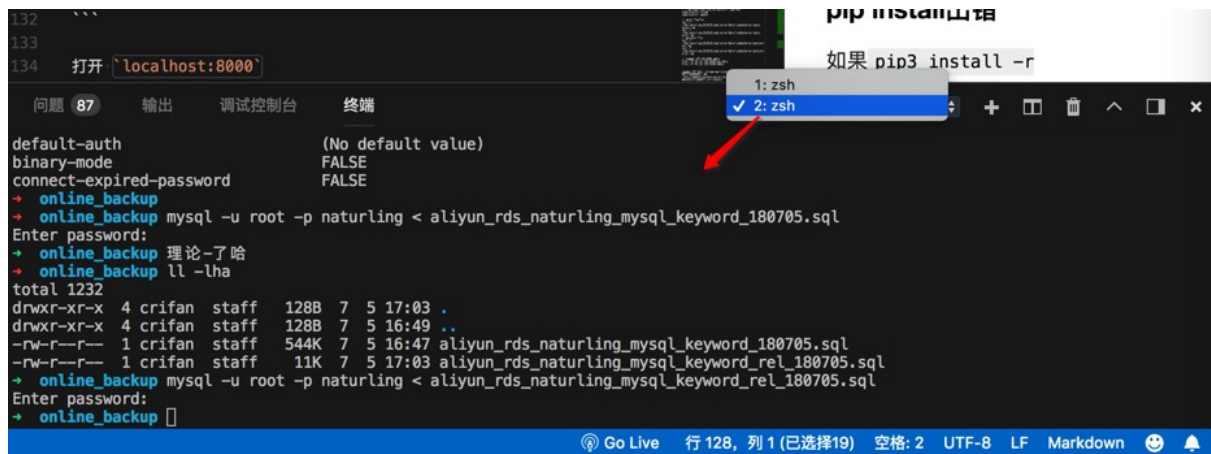 132 ```
133
134 打开 `localhost:8000`
pip install出错
如果 pip3 install -r
1: zsh
✓ 2: zsh
问题 87 输出 调试控制台 终端
default-auth (No default value)
binary-mode FALSE
connect-expired-password FALSE
→ online_backup
→ online_backup mysql -u root -p naturling < aliyun_rds_naturling_mysql_keyword_180705.sql
Enter password:
→ online_backup 理论-了哈
→ online_backup ll -lha
total 1232
drwxr-xr-x 4 crifan staff 128B 7 5 17:03 .
drwxr-xr-x 4 crifan staff 128B 7 5 16:49 ..
-rw-r--r-- 1 crifan staff 544K 7 5 16:47 aliyun_rds_naturling_mysql_keyword_180705.sql
-rw-r--r-- 1 crifan staff 11K 7 5 17:03 aliyun_rds_naturling_mysql_keyword_rel_180705.sql
→ online_backup mysql -u root -p naturling < aliyun_rds_naturling_mysql_keyword_rel_180705.sql
Enter password:
→ online_backup
Go Live 行 128，列 1 (已选择19) 空格: 2 UTF-8 LF Markdown